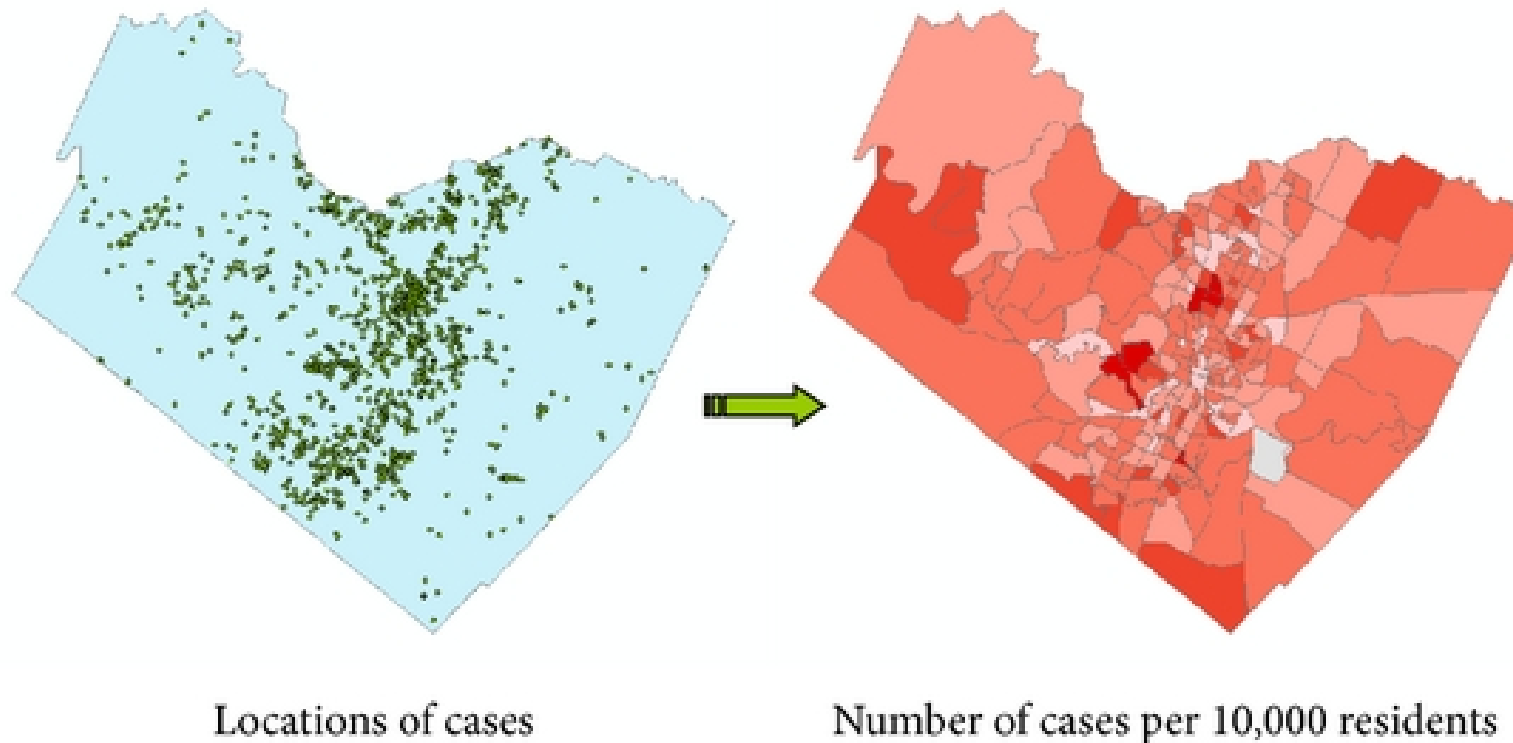 Locations of cases
Number of cases per 10,000 residents